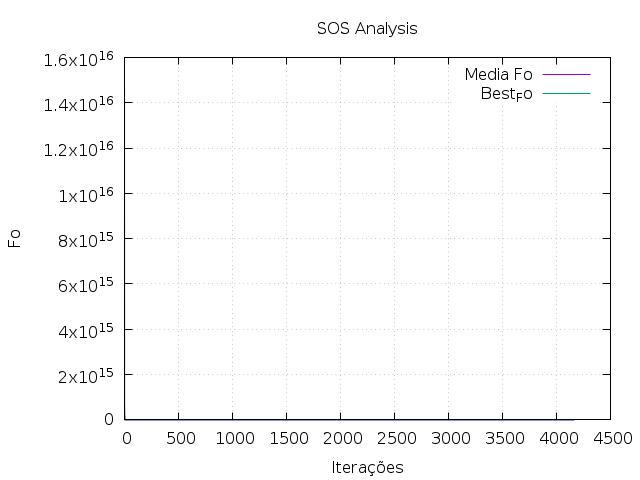 SOS Analysis
1.6x10^16
1.4x10^16
1.2x10^16
1x10^16
8x10^15
6x10^15
4x10^15
2x10^15
0
Fo
Media Fo
Best_Fo
0 500 1000 1500 2000 2500 3000 3500 4000 4500
Iterações